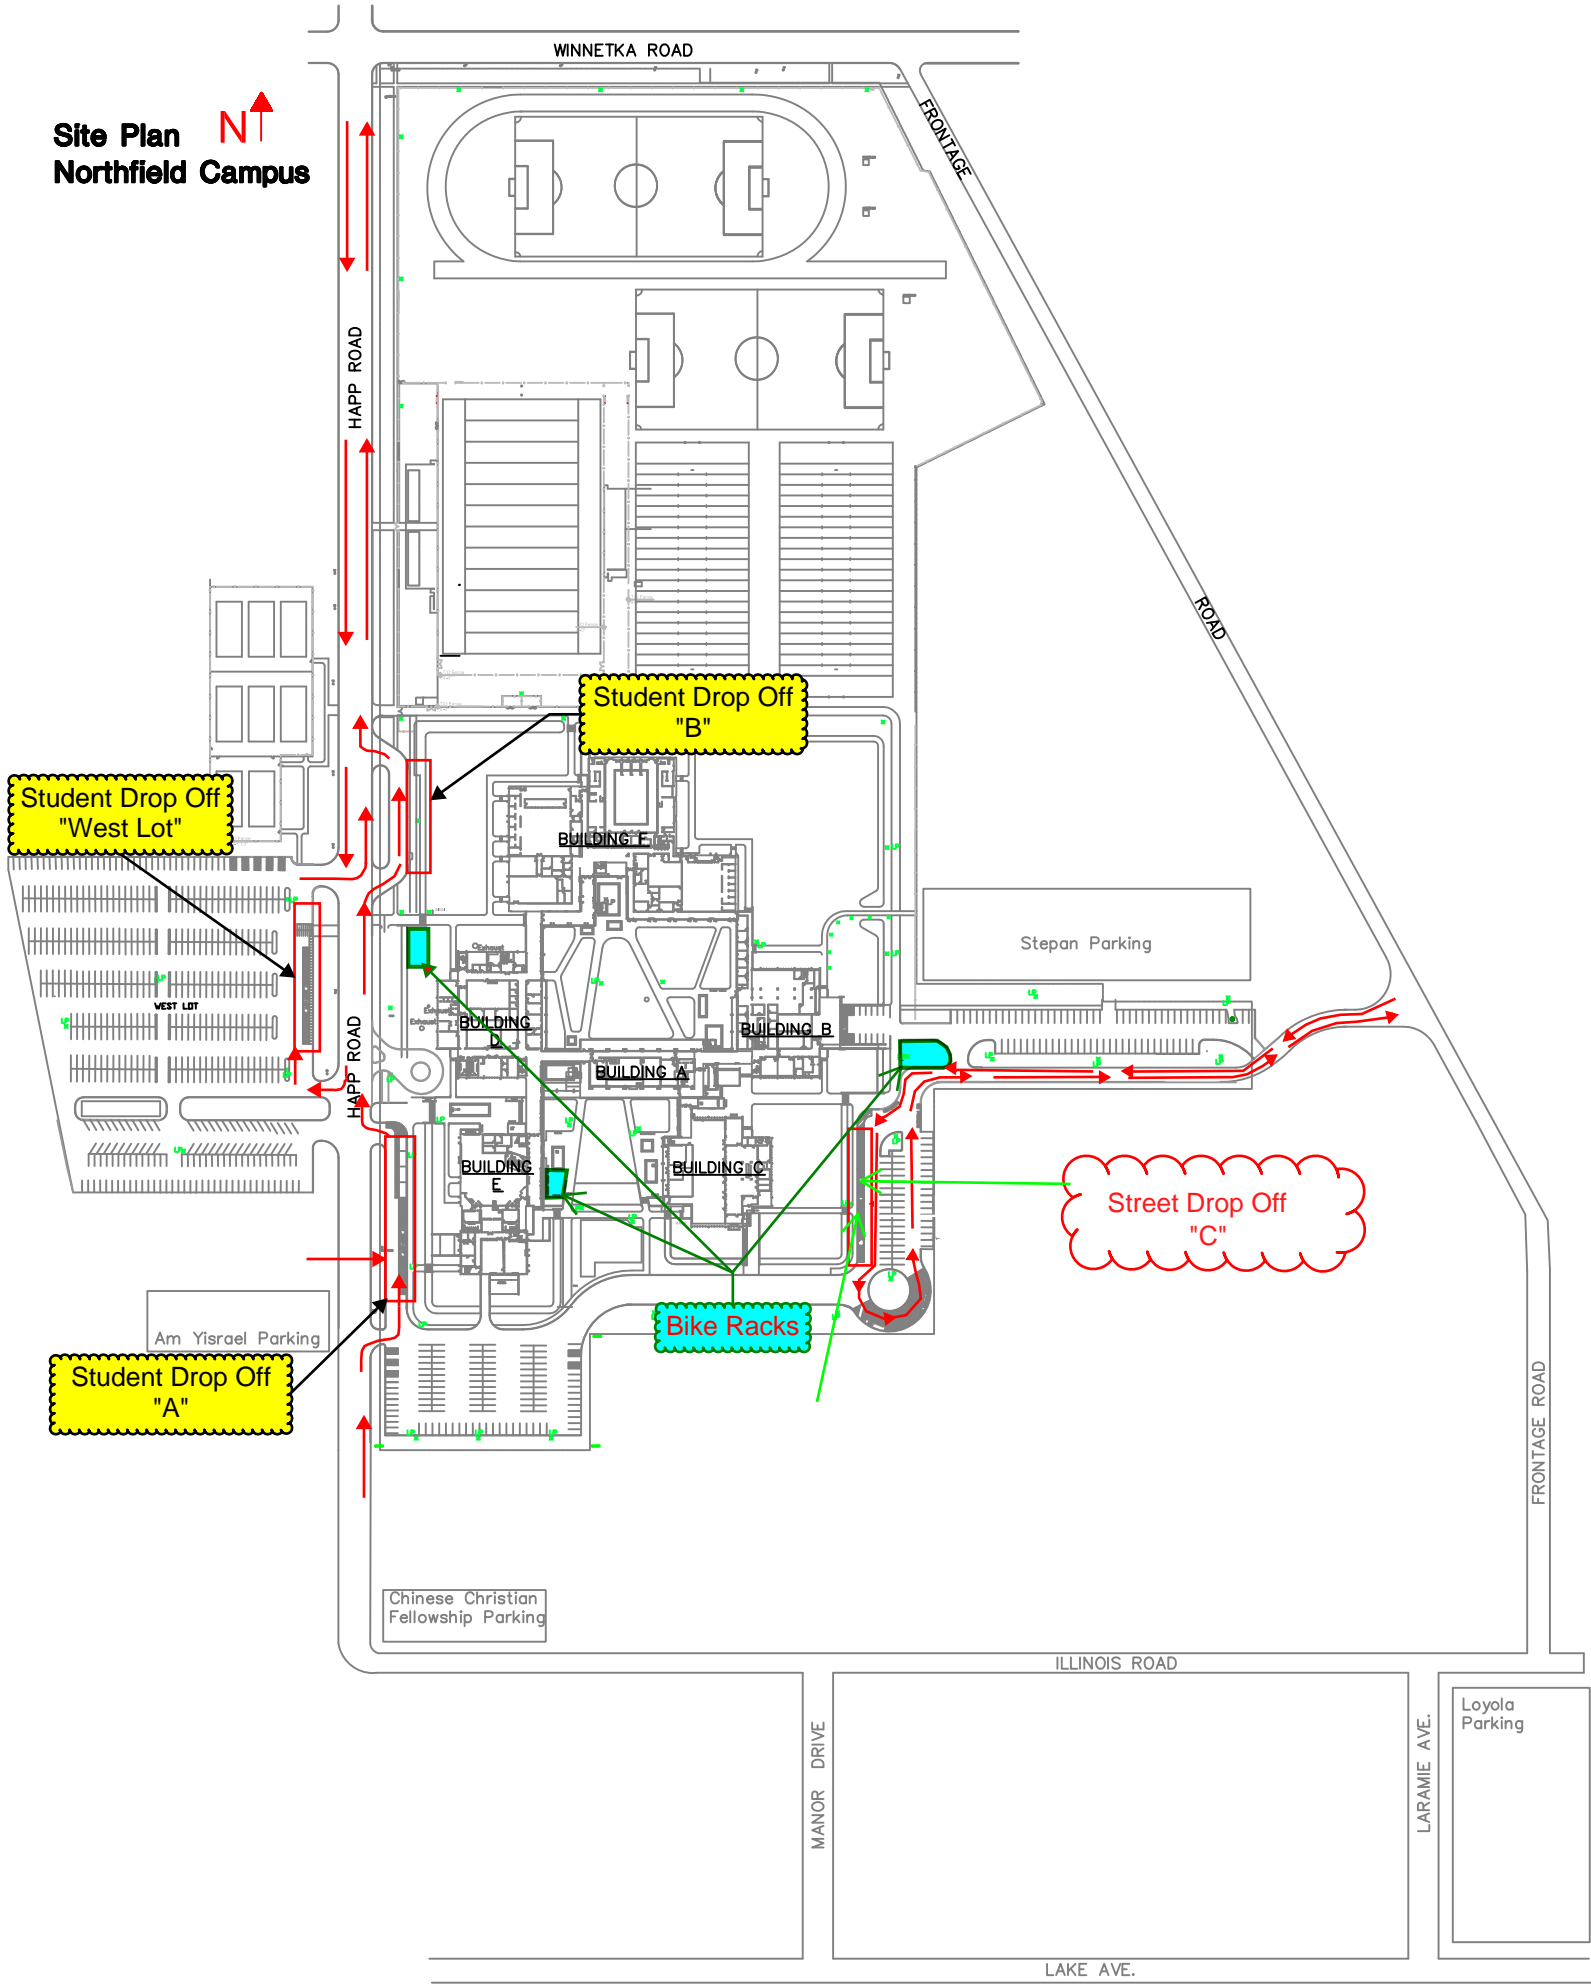 WINNETKA ROAD
Site Plan
N
Northfield Campus
FRONTAGE
HAPP ROAD
ROAD
Student Drop Off
"B"
Student Drop Off
"West Lot"
BUILDING F
Stepan Parking
Exhaust
WEST LOT
Exhaust
Exhaust
BUILDING
D
BUILDING B
BUILDING A
HAPP ROAD
BUILDING
E
BUILDING C
Street Drop Off
"C"
Bike Racks
Am Yisrael Parking
Student Drop Off
"A"
FRONTAGE ROAD
Chinese Christian
Fellowship Parking
ILLINOIS ROAD
Loyola
Parking
MANOR DRIVE
LARAMIE AVE.
LAKE AVE.